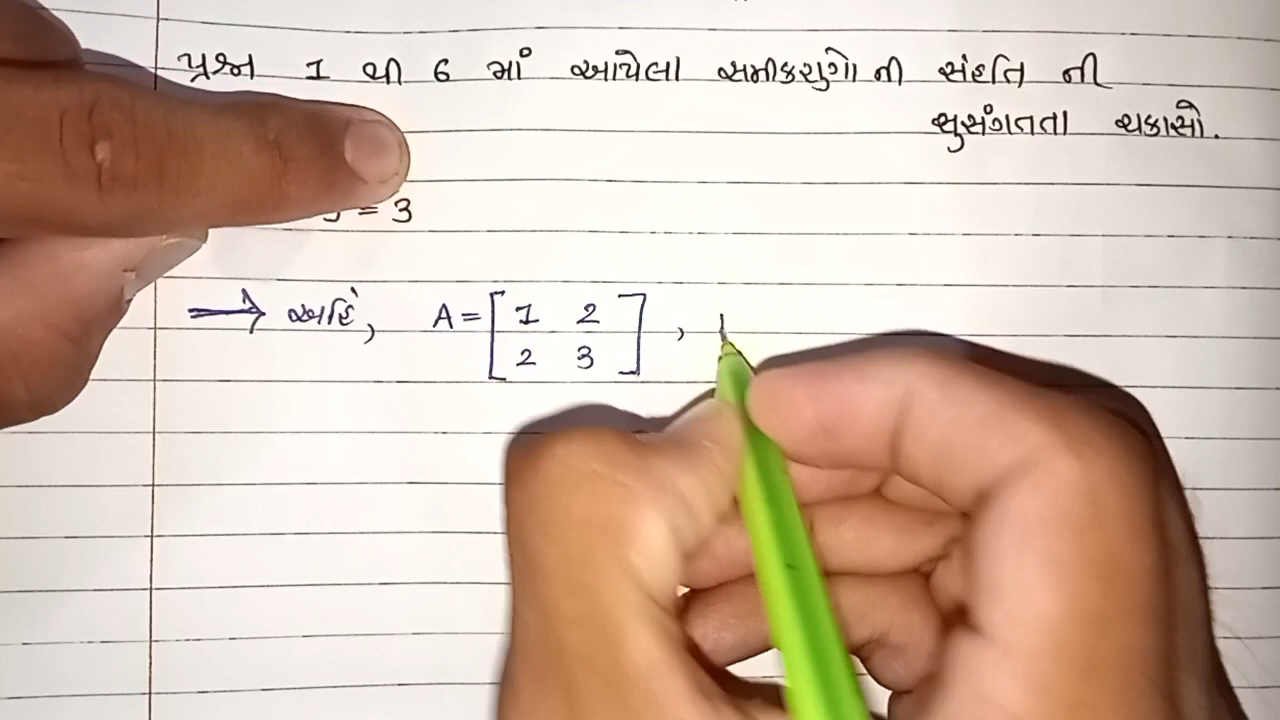 પ્રશ્ન 1 થી 6 માં આપેલા સમીકરણો ની સંહતિ ની
સુસંગતતા ચકાસો.
= 3
⟹ અહિં, A = [ 1 2 ] ,
2 3